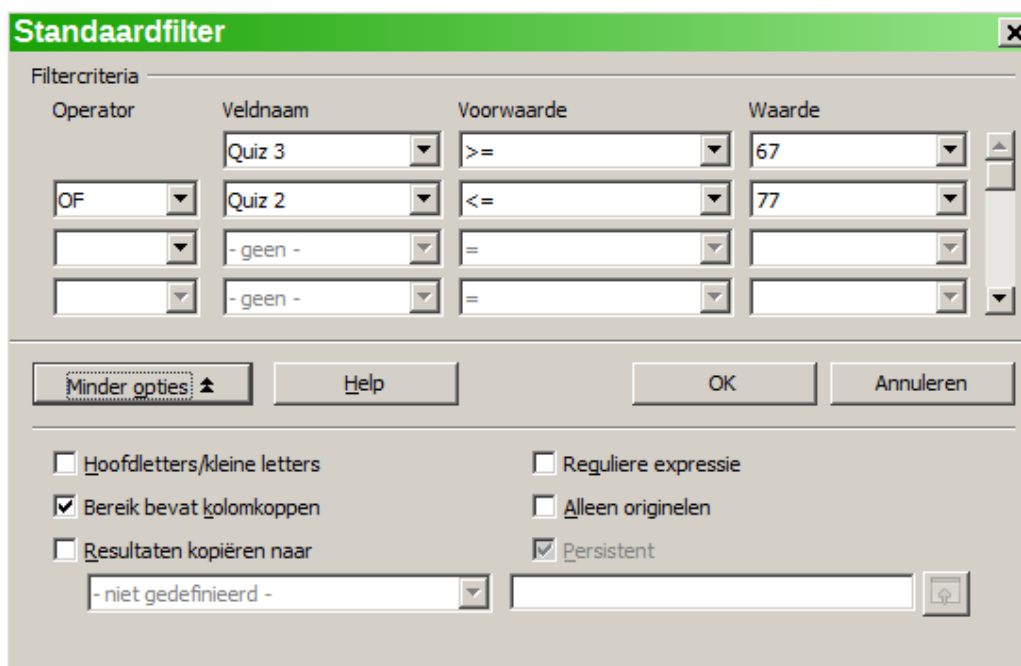 Standaardfilter
Filtercriteria
Operator Veldnaam Voorwaarde Waarde
Quiz 3 >= 67
OF Quiz 2 <= 77
- geen - =
- geen - =
Minder opties Help OK Annuleren
Hoofdletters/kleine letters Reguliere expressie
Bereik bevat kolomkoppen Alleen originelen
Resultaten kopiëren naar Persistent
- niet gedefinieerd -